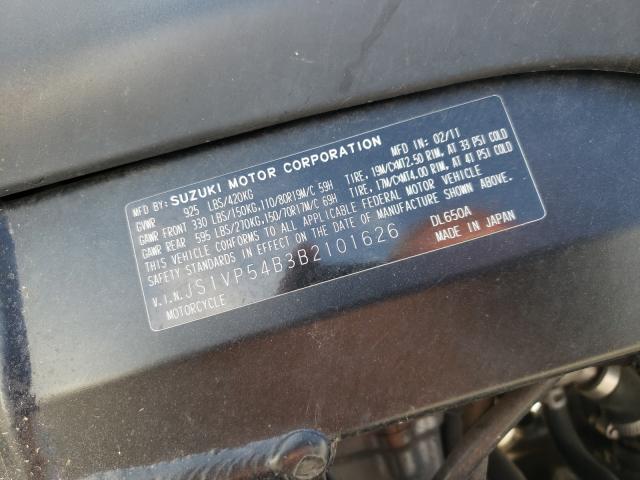 MFD BY: SUZUKI MOTOR CORPORATION MFD IN: 02/11
GVWR 925 LBS/420KG
GAWR FRONT 330 LBS/150KG,110/80R19M/C 59H TIRE, 19M/CxMT2.50 RIM, AT 33 PSI COLD
GAWR REAR 595 LBS/270KG,150/70R17M/C 69H TIRE, 17M/CxMT4.00 RIM, AT 41 PSI COLD
THIS VEHICLE CONFORMS TO ALL APPLICABLE FEDERAL MOTOR VEHICLE
SAFETY STANDARDS IN EFFECT ON THE DATE OF MANUFACTURE SHOWN ABOVE.
V.I.N. JS1VP54B3B2101626 DL650A
MOTORCYCLE MADE IN JAPAN